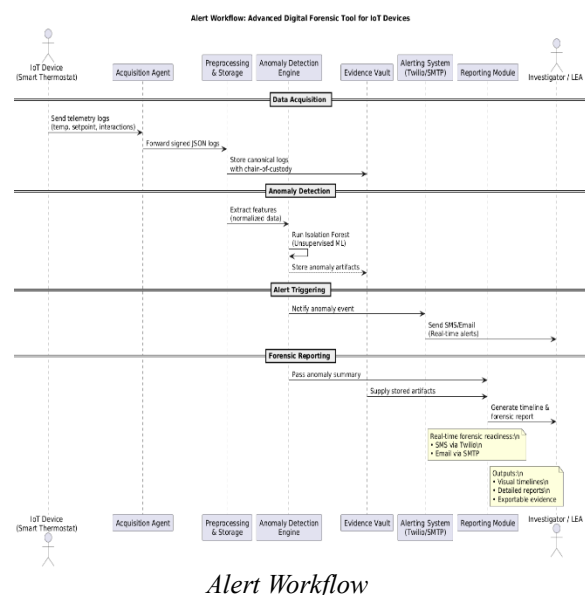 Alert Workflow: Advanced Digital Forensic Tool for IoT Devices
IoT Device
(Smart Thermostat)
Acquisition Agent
Preprocessing
& Storage
Anomaly Detection
Engine
Evidence Vault
Alerting System
(Twilio/SMTP)
Reporting Module
Investigator / LEA
Data Acquisition
Send telemetry logs
(temp, setpoint, interactions)
Forward signed JSON logs
Store canonical logs
with chain-of-custody
Anomaly Detection
Extract features
(normalized data)
Run Isolation Forest
(Unsupervised ML)
Store anomaly artifacts
Alert Triggering
Notify anomaly event
Send SMS/Email
(Real-time alerts)
Forensic Reporting
Pass anomaly summary
Supply stored artifacts
Generate timeline &
forensic report
Real-time forensic readiness:\n
• SMS via Twilio\n
• Email via SMTP
Outputs:\n
• Visual timelines\n
• Detailed reports\n
• Exportable evidence
IoT Device
(Smart Thermostat)
Acquisition Agent
Preprocessing
& Storage
Anomaly Detection
Engine
Evidence Vault
Alerting System
(Twilio/SMTP)
Reporting Module
Investigator / LEA
Alert Workflow